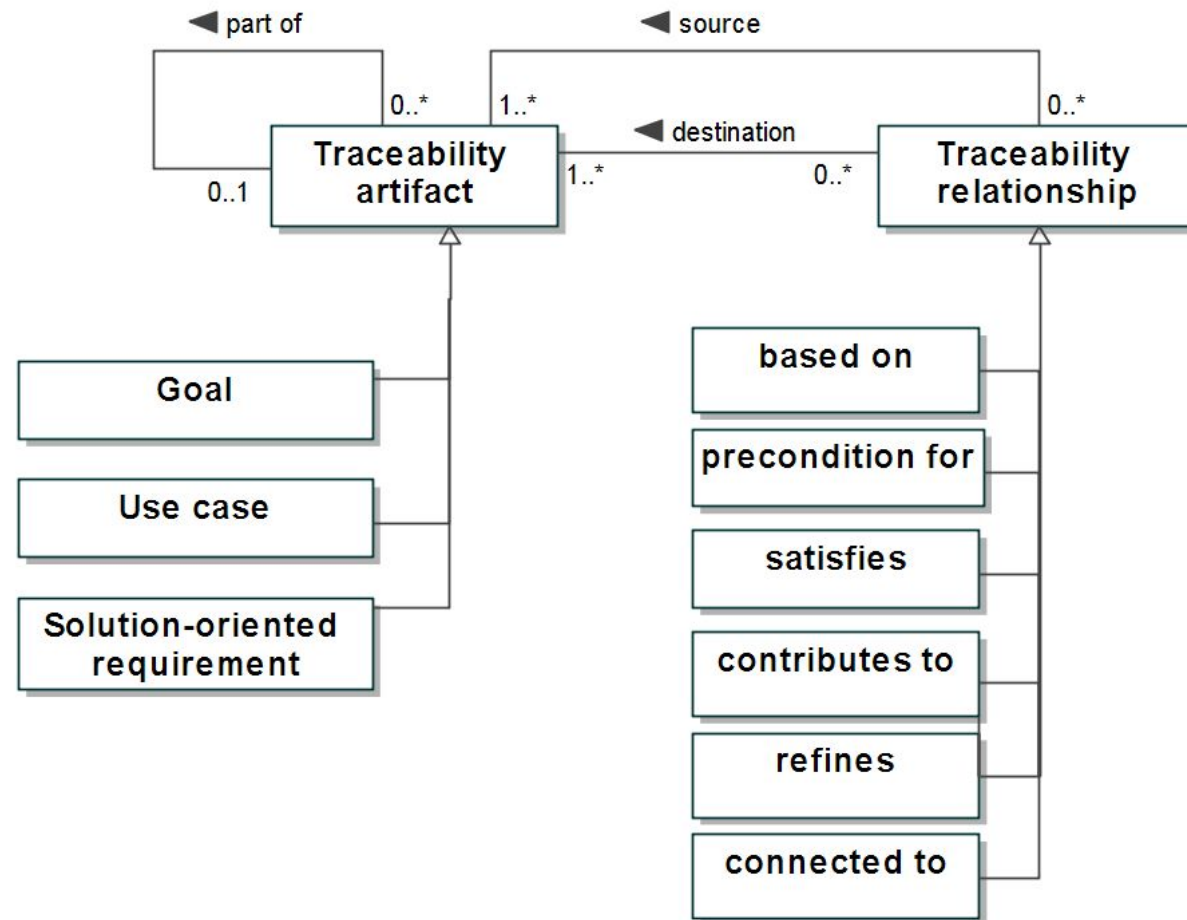 part of
source
0..*
1..*
0..*
destination
Traceability
artifact
Traceability
relationship
1..*
0..*
0..1
Goal
based on
precondition for
Use case
satisfies
Solution-oriented
requirement
contributes to
refines
connected to